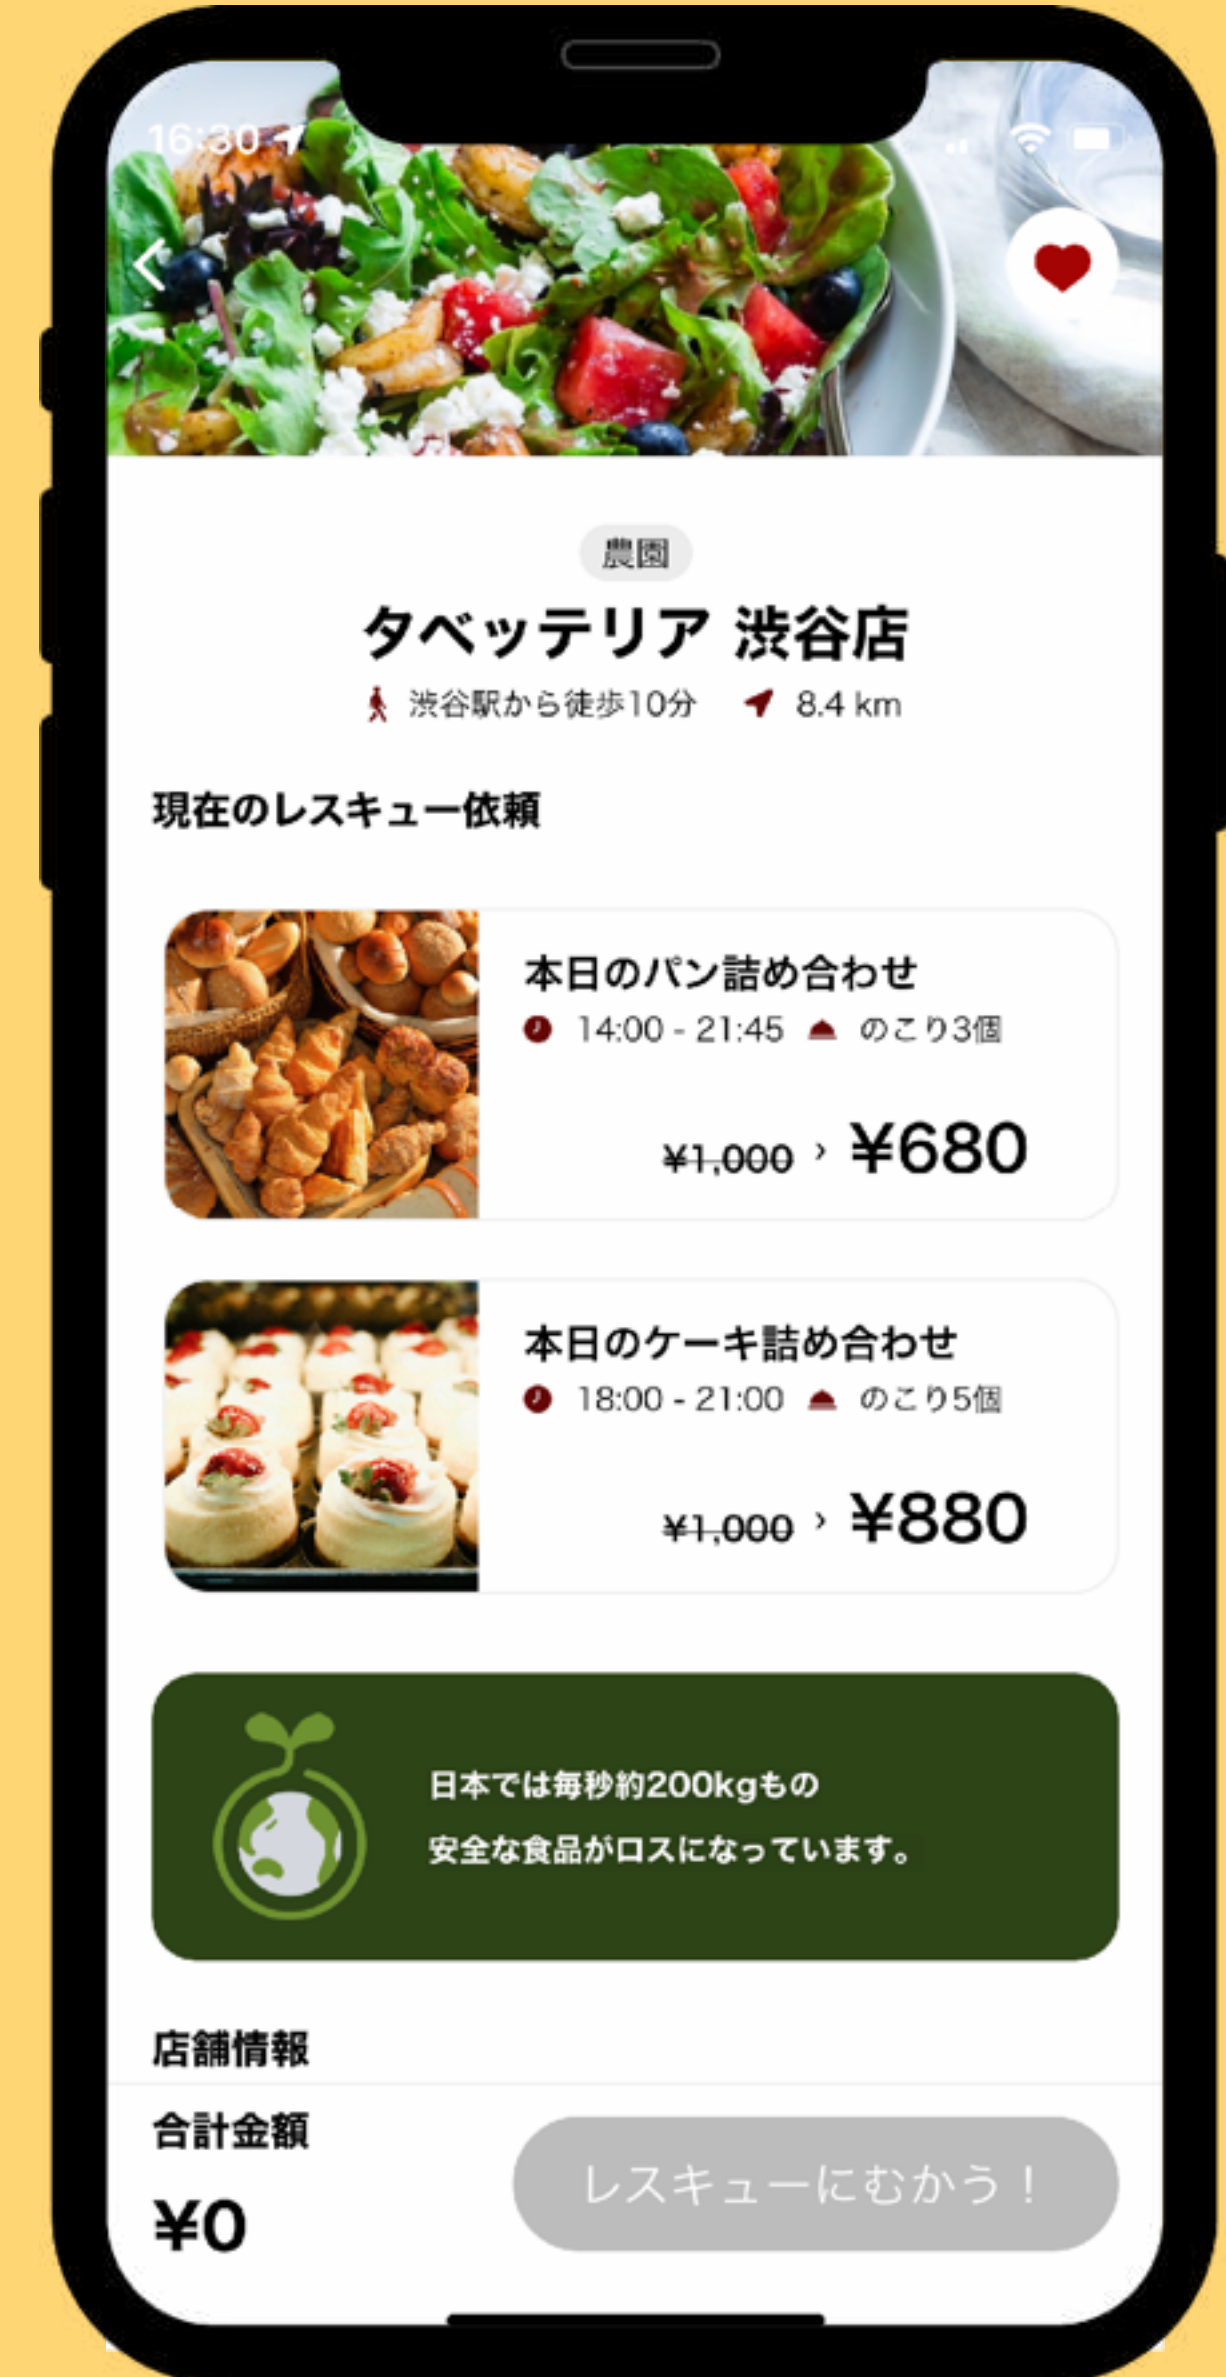 16:30
農園
タベッテリア 渋谷店
渋谷駅から徒歩10分 8.4 km
現在のレスキュー依頼
本日のパン詰め合わせ
14:00 - 21:45 のこり3個
¥1,000 › ¥680
本日のケーキ詰め合わせ
18:00 - 21:00 のこり5個
¥1,000 › ¥880
日本では毎秒約200kgもの
安全な食品がロスになっています。
店舗情報
合計金額
¥0
レスキューにむかう！